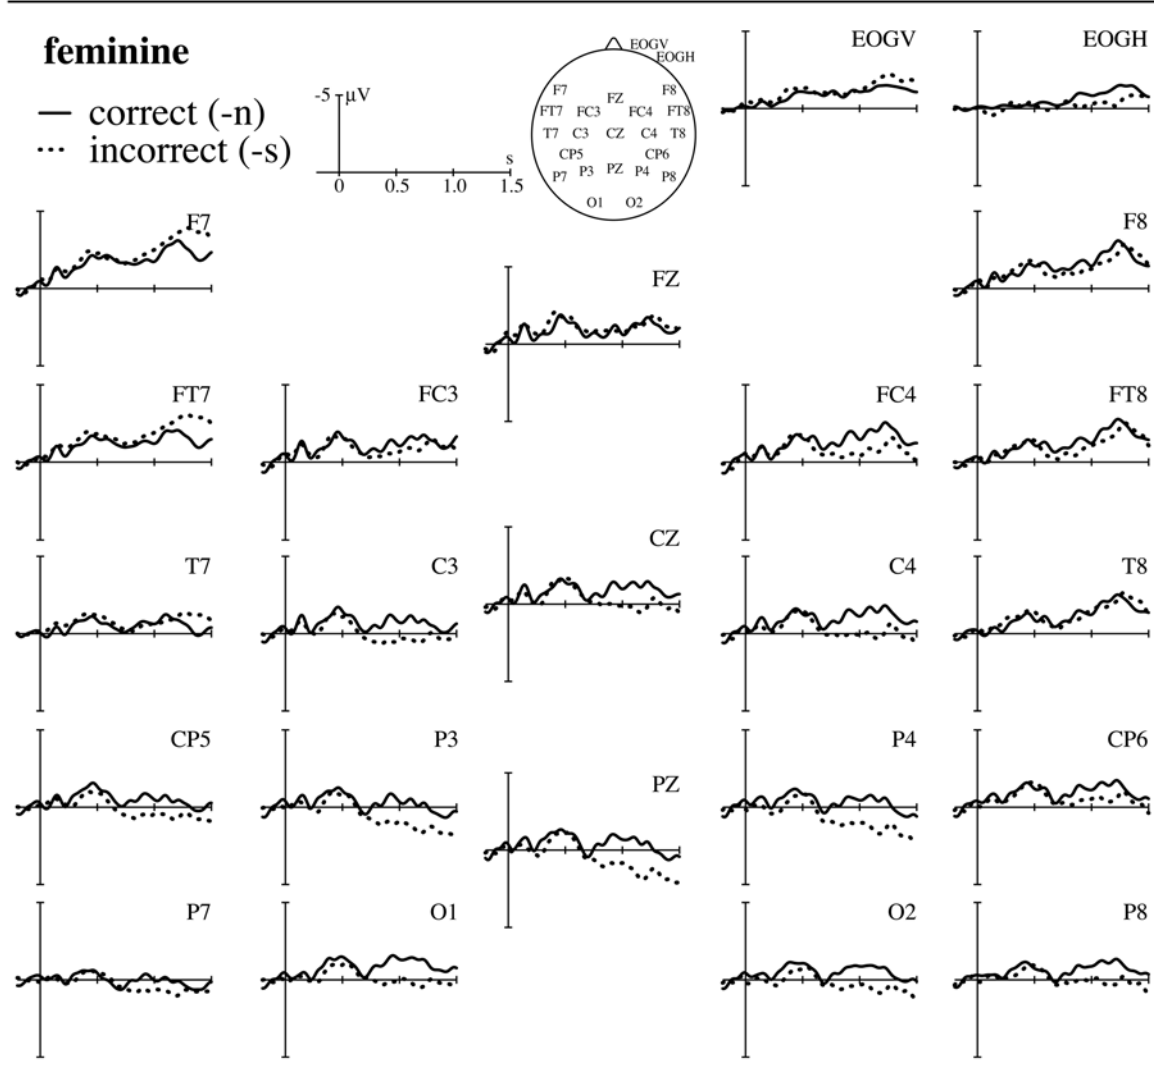 feminine
correct (-n)
incorrect (-s)
-5 µV
s
0 0.5 1.0 1.5
EOGV
EOGH
F7 F8
FZ
FT7 FC3 FC4 FT8
T7 C3 CZ C4 T8
CP5 CP6
P7 P3 PZ P4 P8
O1 O2
EOGV EOGH
F7 F8
FZ
FT7 FC3 FC4 FT8
CZ
T7 C3 C4 T8
CP5 P3 P4 CP6
PZ
P7 O1 O2 P8